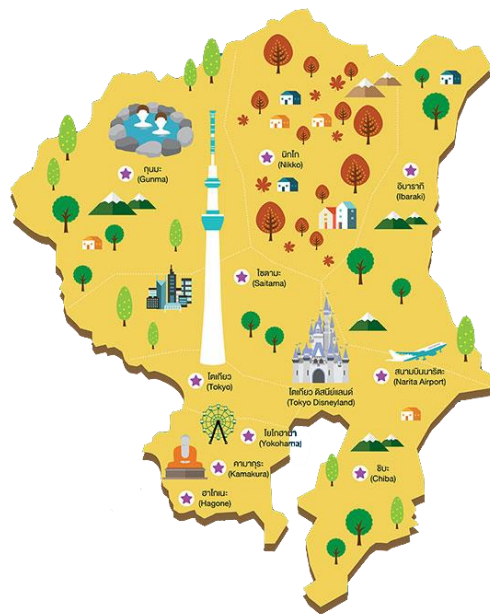 นิกโก
(Nikko)
กุนมะ
(Gunma)
อิบารากิ
(Ibaraki)
ไซตามะ
(Saitama)
โตเกียว
(Tokyo)
โตเกียว ดิสนีย์แลนด์
(Tokyo Disneyland)
สนามบินนาริตะ
(Narita Airport)
โยโกฮาม่า
(Yokohama)
คามากุระ
(Kamakura)
ชิบะ
(Chiba)
ฮาโกเนะ
(Hagone)